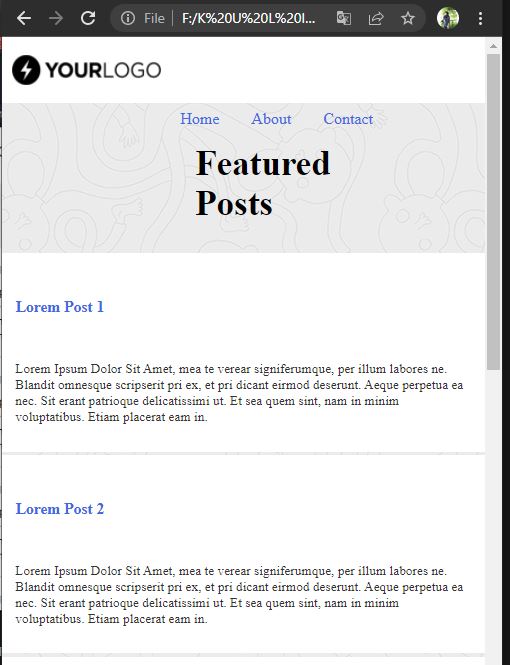 File
F:/K%20U%20L%20I...
YOURLOGO
Home About Contact
Featured
Posts
Lorem Post 1
Lorem Ipsum Dolor Sit Amet, mea te verear signiferumque, per illum labores ne.
Blandit omnesque scripserit pri ex, et pri dicant eirmod deserunt. Aeque perpetua ea
nec. Sit erant patrioque delicatissimi ut. Et sea quem sint, nam in minim
voluptatibus. Etiam placerat eam in.
Lorem Post 2
Lorem Ipsum Dolor Sit Amet, mea te verear signiferumque, per illum labores ne.
Blandit omnesque scripserit pri ex, et pri dicant eirmod deserunt. Aeque perpetua ea
nec. Sit erant patrioque delicatissimi ut. Et sea quem sint, nam in minim
voluptatibus. Etiam placerat eam in.